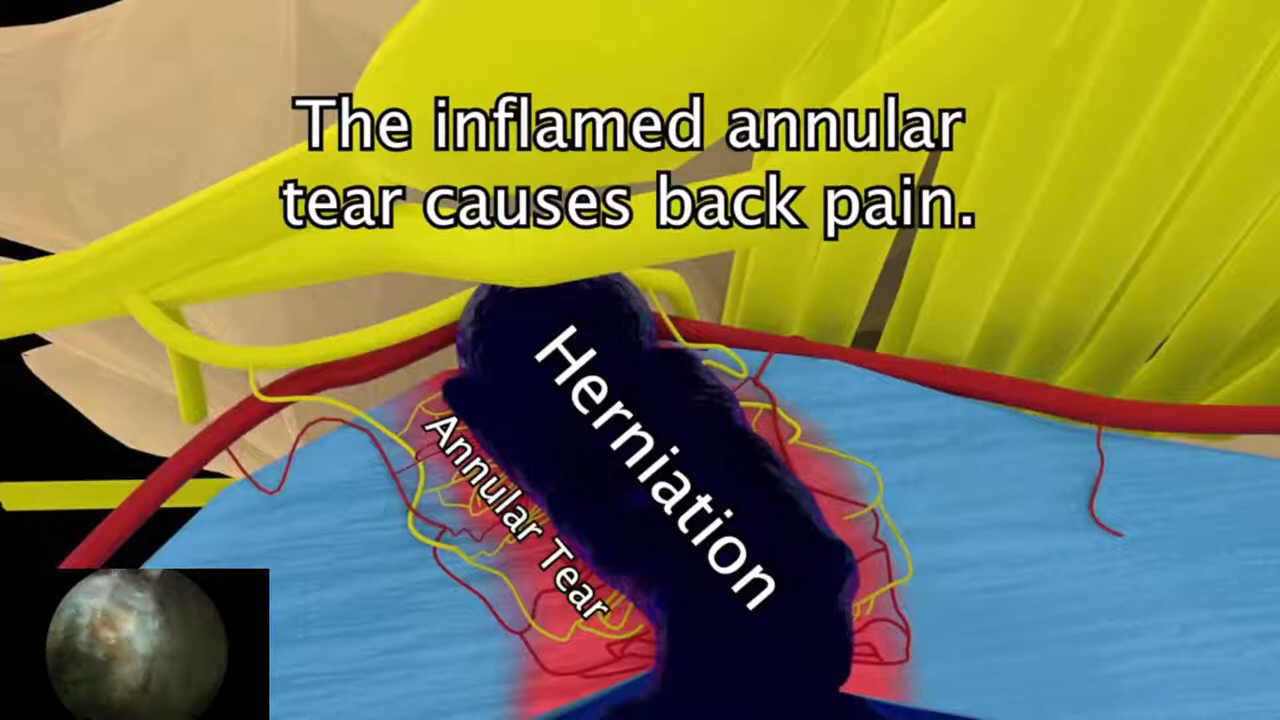 The inflamed annular
tear causes back pain.
Herniation
Annular Tear